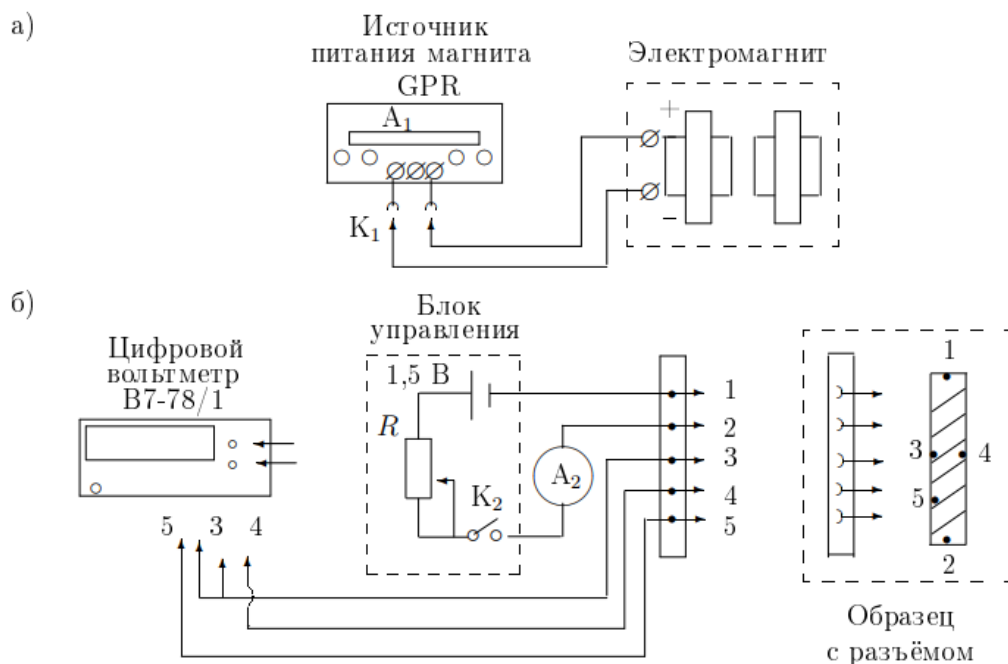 а)
Источник
питания магнита
GPR
A₁
K₁
Электромагнит
+
−
−
б)
Цифровой
вольтметр
В7-78/1
5 3 4
Блок
управления
1,5 В
R
K₂
A₂
1
2
3
4
5
1
3
4
5
2
Образец
с разъёмом